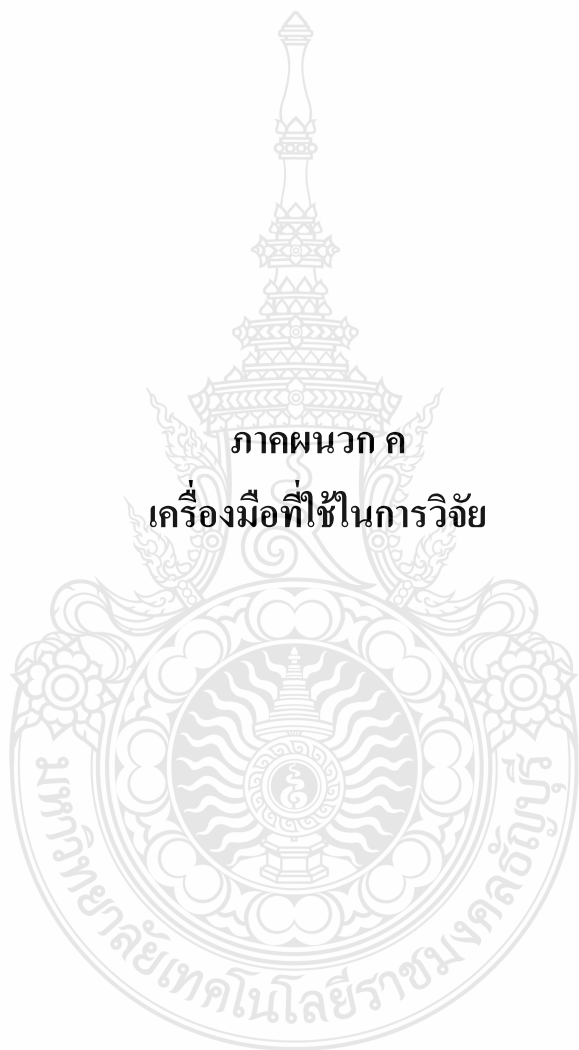 ภาคผนวก ค
เครื่องมือที่ใช้ในการวิจัย
มหาวิทยาลัยเทคโนโลยีราชมงคลธัญบุรี